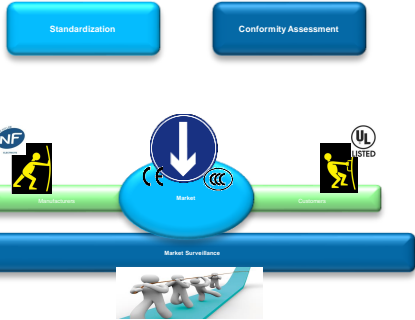 Standardization
Conformity Assessment
NF
UL
LISTED
CE
CCC
Manufacturers
Market
Customers
Market Surveillance